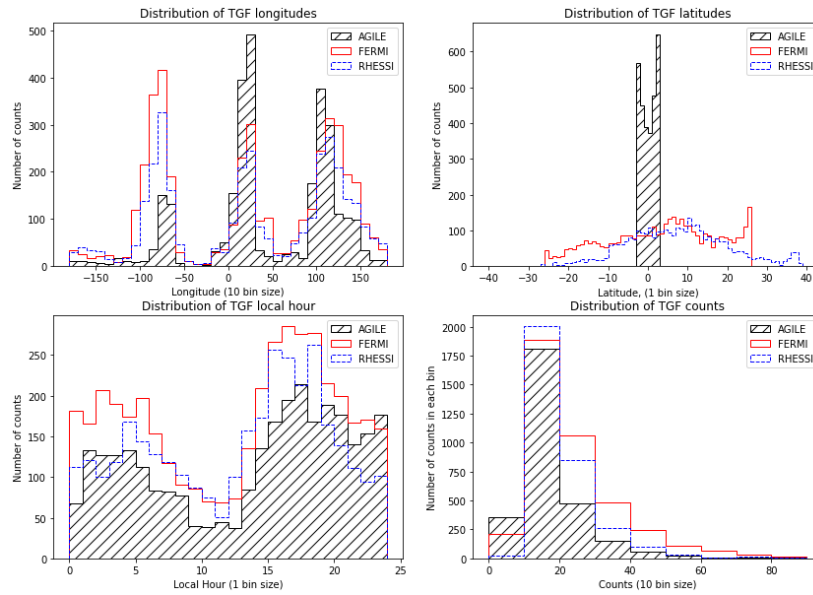 Distribution of TGF longitudes
AGILE
FERMI
RHESSI
Number of counts
500
400
300
200
100
0
−150
−100
−50
0
50
100
150
Longitude (10 bin size)
Distribution of TGF latitudes
AGILE
FERMI
RHESSI
Number of counts
600
500
400
300
200
100
0
−40
−30
−20
−10
0
10
20
30
40
Latitude, (1 bin size)
Distribution of TGF local hour
AGILE
FERMI
RHESSI
Number of counts
250
200
150
100
50
0
0
5
10
15
20
25
Local Hour (1 bin size)
Distribution of TGF counts
AGILE
FERMI
RHESSI
Number of counts in each bin
2000
1750
1500
1250
1000
750
500
250
0
0
20
40
60
80
Counts (10 bin size)